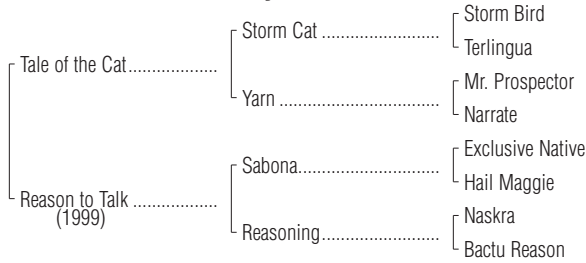 Storm Bird
Storm Cat
Terlingua
Tale of the Cat
Mr. Prospector
Yarn
Narrate
Exclusive Native
Sabona
Hail Maggie
Reason to Talk
(1999)
Naskra
Reasoning
Bactu Reason